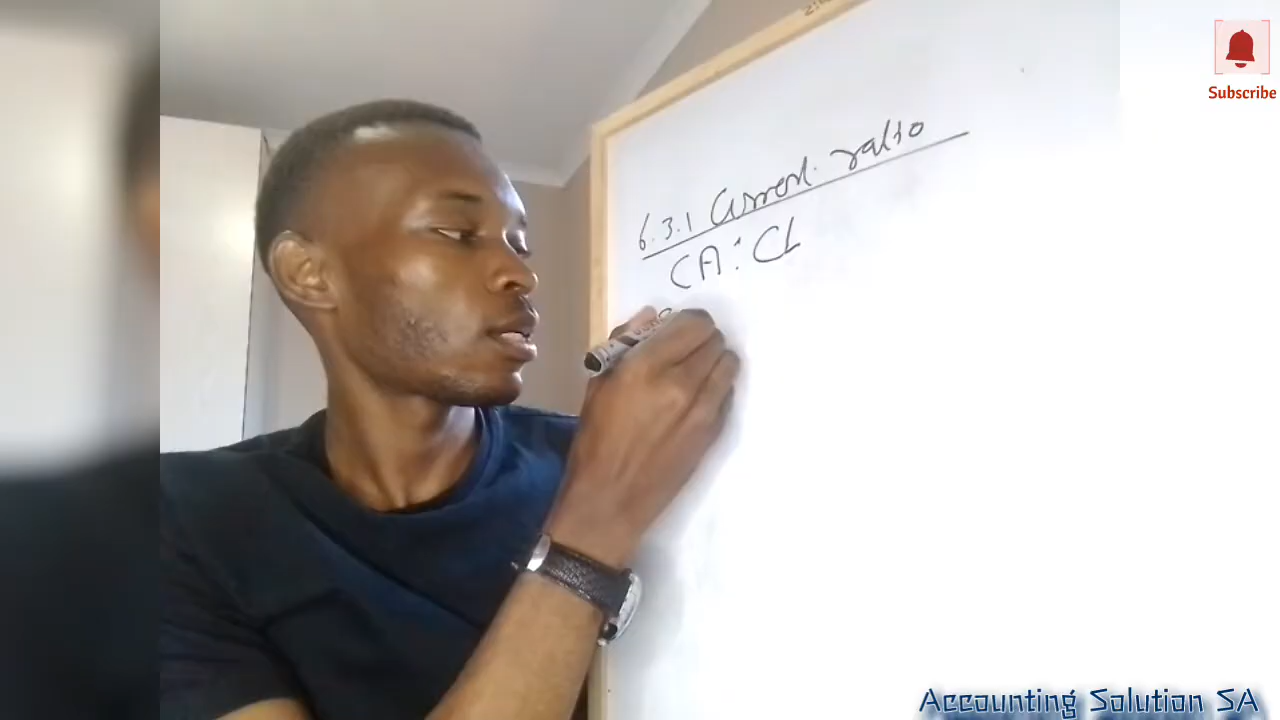 Subscribe
6.3.1 Current ratio
CA : CL
Accounting Solution SA